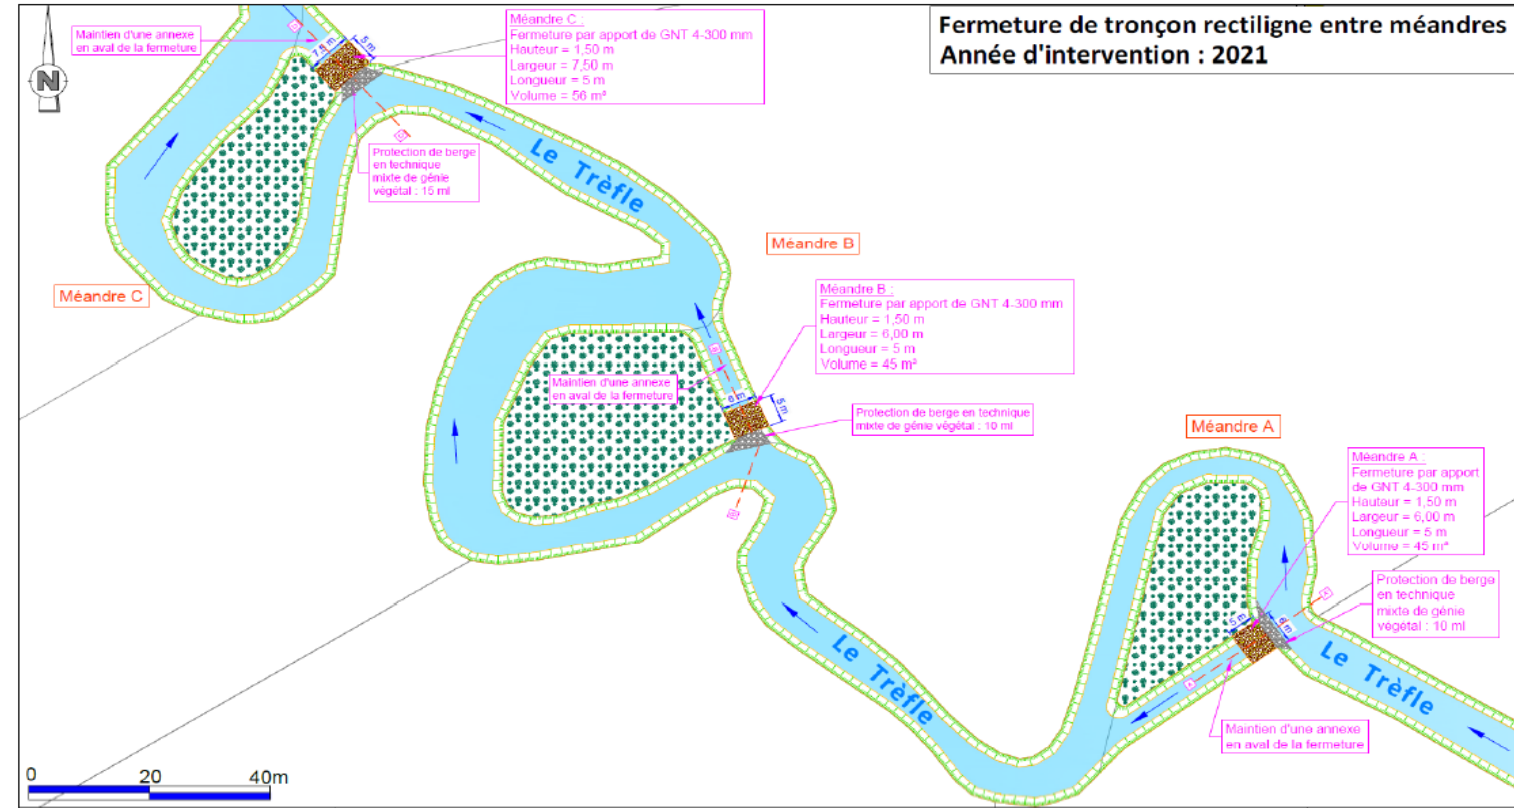 Fermeture de tronçon rectiligne entre méandres
Année d'intervention : 2021
Maintien d'une annexe
en aval de la fermeture
7,5 m
5 m
Méandre C :
Fermeture par apport de GNT 4-300 mm
Hauteur = 1,50 m
Largeur = 7,50 m
Longueur = 5 m
Volume = 56 m³
N
Protection de berge
en technique
mixte de génie
végétal : 15 ml
Le Trèfle
Méandre C
Méandre B
Méandre B :
Fermeture par apport de GNT 4-300 mm
Hauteur = 1,50 m
Largeur = 6,00 m
Longueur = 5 m
Volume = 45 m³
Maintien d'une annexe
en aval de la fermeture
6 m
5 m
Protection de berge en technique
mixte de génie végétal : 10 ml
Méandre A
Méandre A :
Fermeture par apport
de GNT 4-300 mm
Hauteur = 1,50 m
Largeur = 6,00 m
Longueur = 5 m
Volume = 45 m³
Protection de berge
en technique
mixte de génie
végétal : 10 ml
5 m
6 m
Le Trèfle
Le Trèfle
Maintien d'une annexe
en aval de la fermeture
0 20 40m